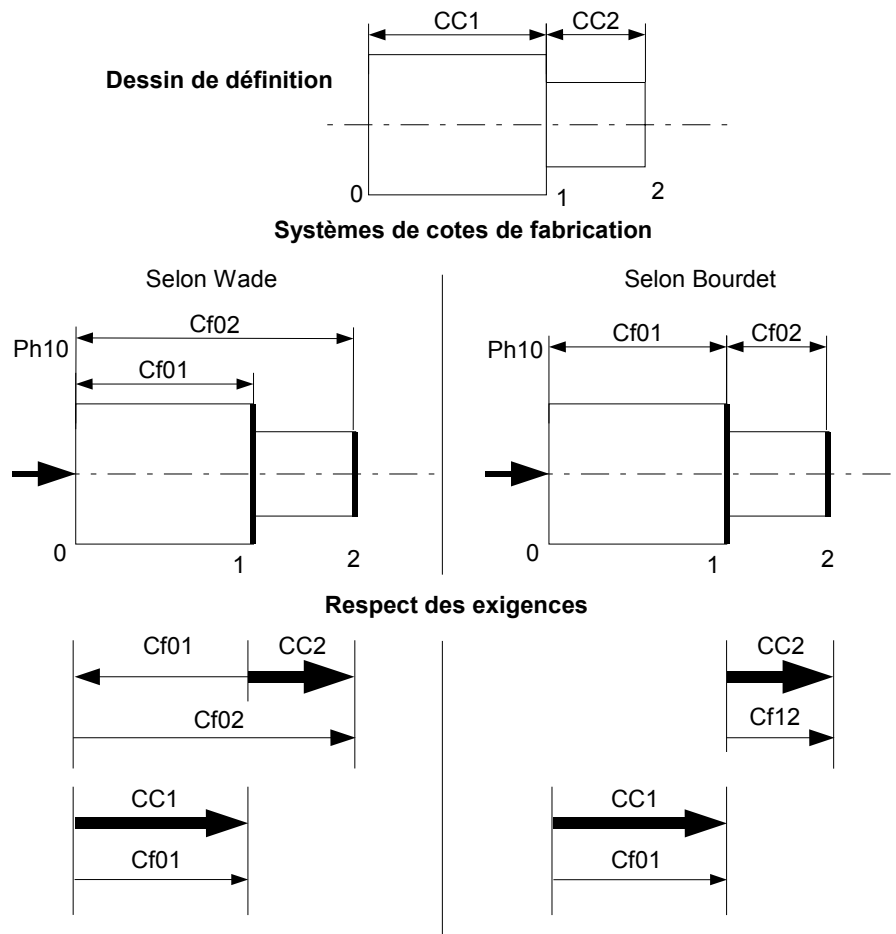 CC1 CC2
Dessin de définition
0 1 2
Systèmes de cotes de fabrication
Selon Wade
Cf02
Ph10
Cf01
0 1 2
Selon Bourdet
Cf01 Cf02
Ph10
0 1 2
Respect des exigences
Cf01 CC2
Cf02
CC1
Cf01
CC2
Cf12
CC1
Cf01